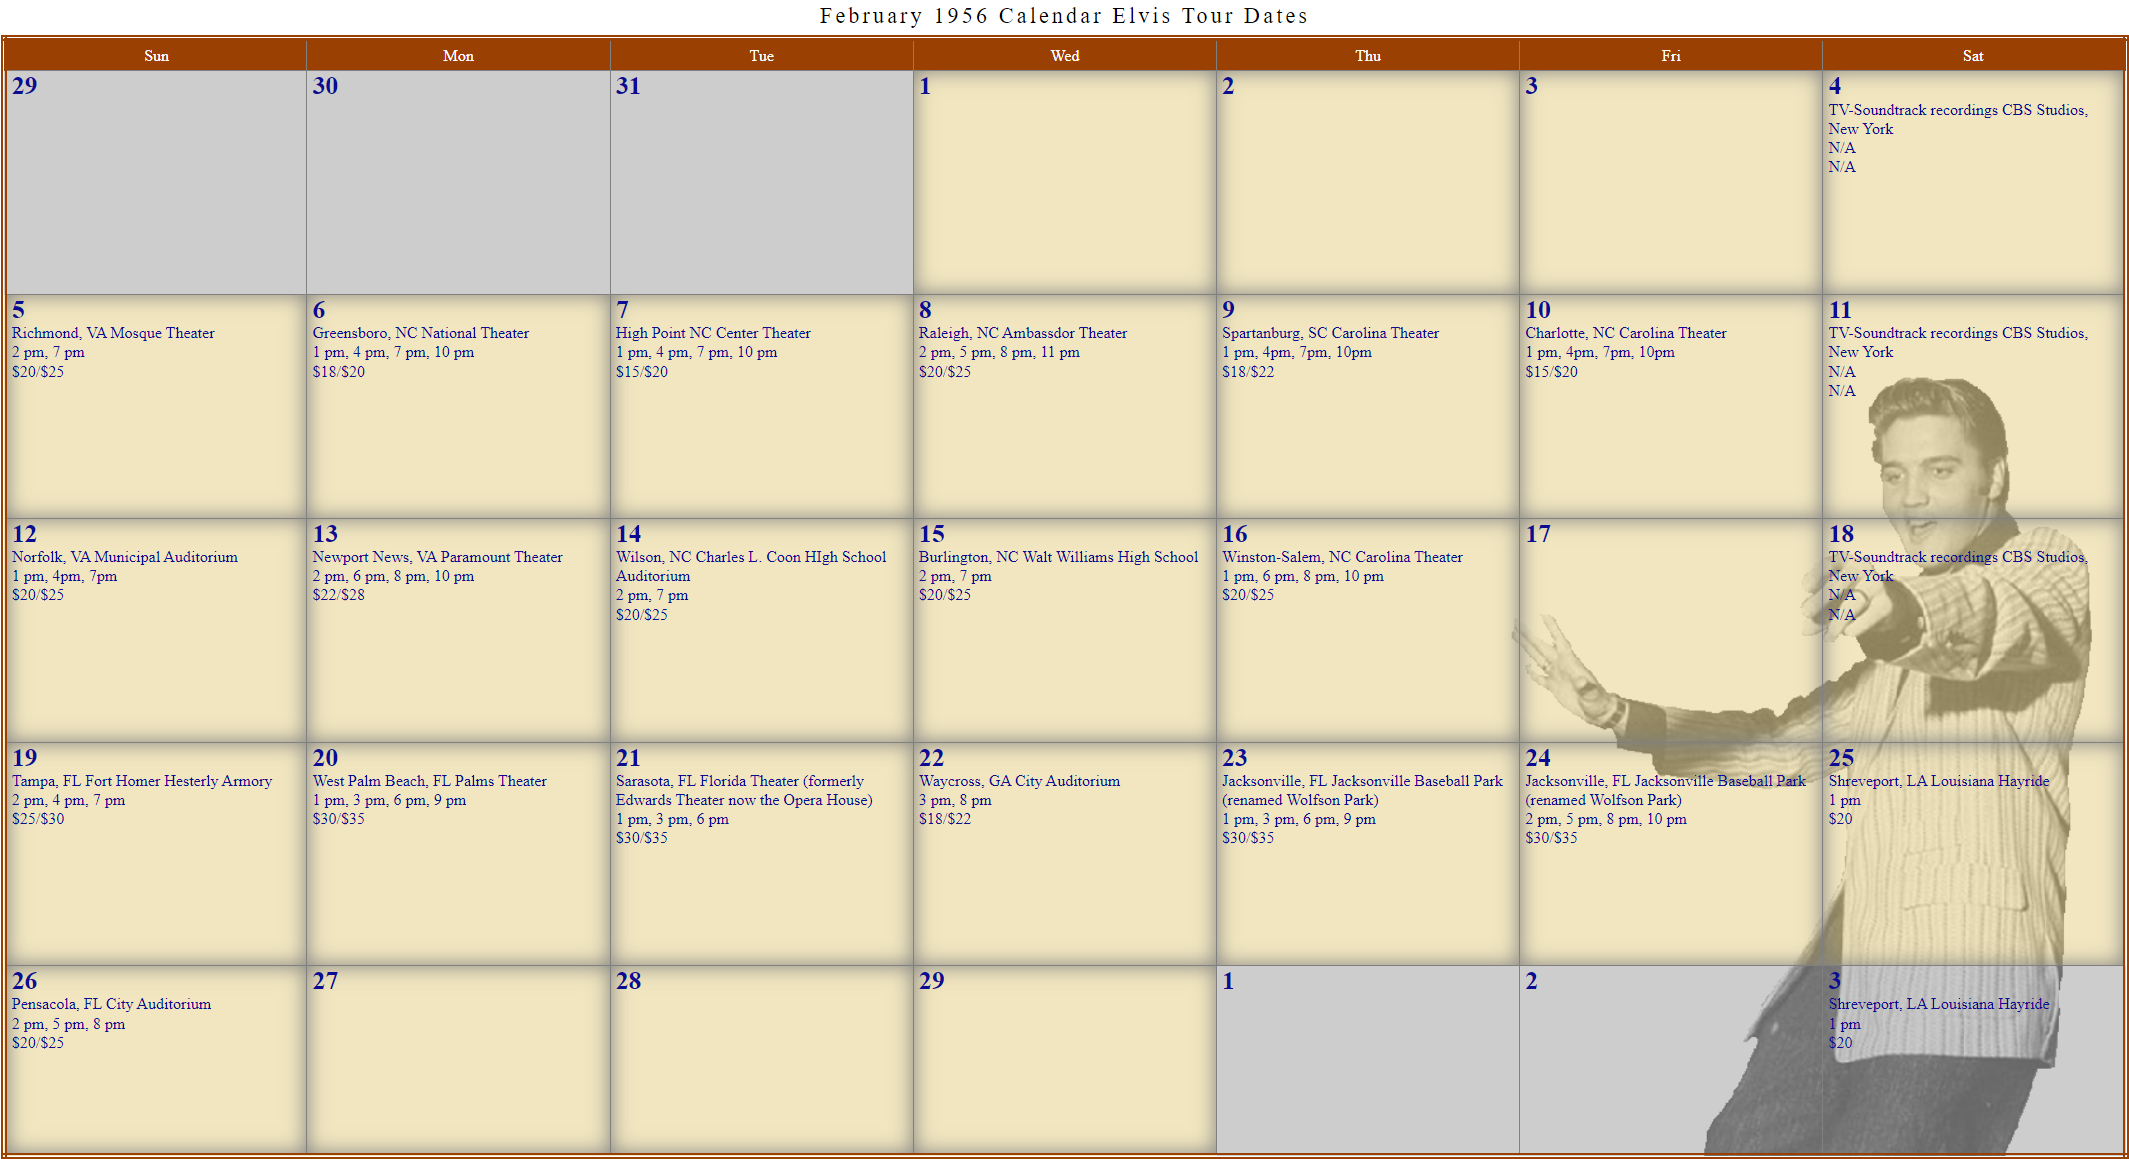 February 1956 Calendar Elvis Tour Dates
Sun Mon Tue Wed Thu Fri Sat
29
30
31
1
2
3
4
TV-Soundtrack recordings CBS Studios,
New York
N/A
N/A
5
Richmond, VA Mosque Theater
2 pm, 7 pm
$20/$25
6
Greensboro, NC National Theater
1 pm, 4 pm, 7 pm, 10 pm
$18/$20
7
High Point NC Center Theater
1 pm, 4 pm, 7 pm, 10 pm
$15/$20
8
Raleigh, NC Ambassdor Theater
2 pm, 5 pm, 8 pm, 11 pm
$20/$25
9
Spartanburg, SC Carolina Theater
1 pm, 4pm, 7pm, 10pm
$18/$22
10
Charlotte, NC Carolina Theater
1 pm, 4pm, 7pm, 10pm
$15/$20
11
TV-Soundtrack recordings CBS Studios,
New York
N/A
N/A
12
Norfolk, VA Municipal Auditorium
1 pm, 4pm, 7pm
$20/$25
13
Newport News, VA Paramount Theater
2 pm, 6 pm, 8 pm, 10 pm
$22/$28
14
Wilson, NC Charles L. Coon HIgh School
Auditorium
2 pm, 7 pm
$20/$25
15
Burlington, NC Walt Williams High School
2 pm, 7 pm
$20/$25
16
Winston-Salem, NC Carolina Theater
1 pm, 6 pm, 8 pm, 10 pm
$20/$25
17
18
TV-Soundtrack recordings CBS Studios,
New York
N/A
N/A
19
Tampa, FL Fort Homer Hesterly Armory
2 pm, 4 pm, 7 pm
$25/$30
20
West Palm Beach, FL Palms Theater
1 pm, 3 pm, 6 pm, 9 pm
$30/$35
21
Sarasota, FL Florida Theater (formerly
Edwards Theater now the Opera House)
1 pm, 3 pm, 6 pm
$30/$35
22
Waycross, GA City Auditorium
3 pm, 8 pm
$18/$22
23
Jacksonville, FL Jacksonville Baseball Park
(renamed Wolfson Park)
1 pm, 3 pm, 6 pm, 9 pm
$30/$35
24
Jacksonville, FL Jacksonville Baseball Park
(renamed Wolfson Park)
2 pm, 5 pm, 8 pm, 10 pm
$30/$35
25
Shreveport, LA Louisiana Hayride
1 pm
$20
26
Pensacola, FL City Auditorium
2 pm, 5 pm, 8 pm
$20/$25
27
28
29
1
2
3
Shreveport, LA Louisiana Hayride
1 pm
$20